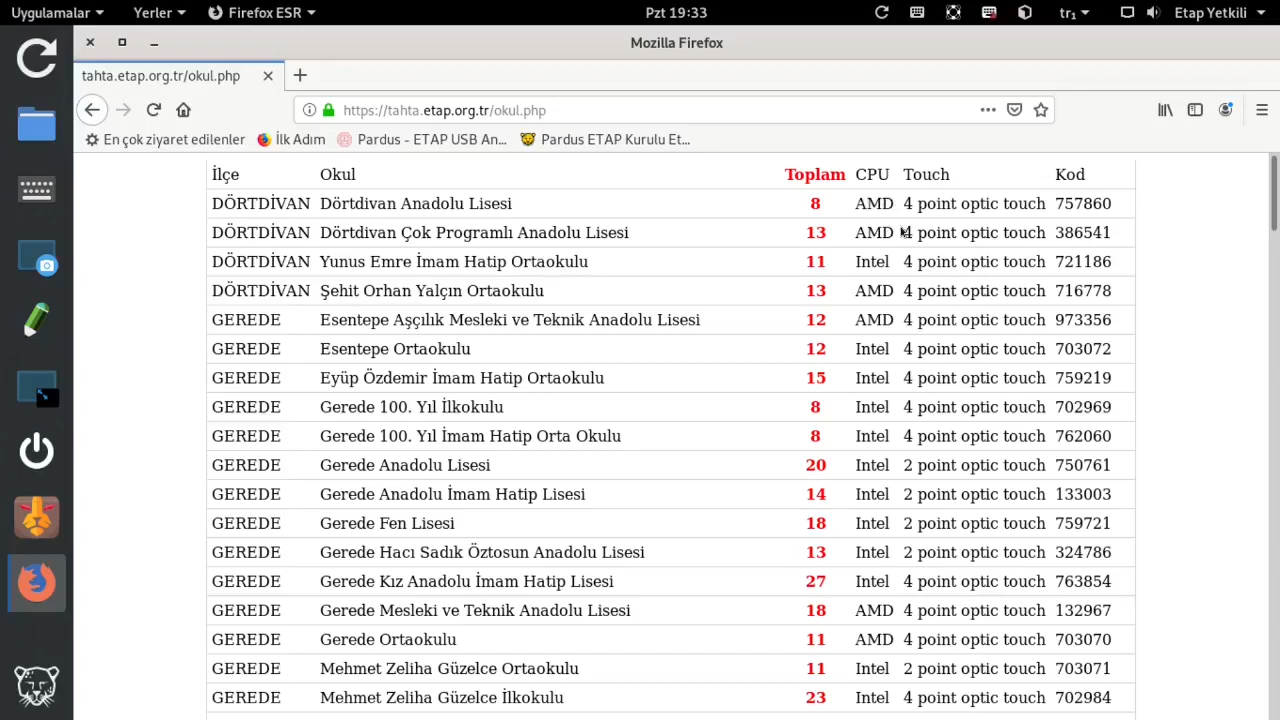 Uygulamalar Yerler Firefox ESR Pzt 19:33 tr₁ Etap Yetkili
Mozilla Firefox
tahta.etap.org.tr/okul.php
https://tahta.etap.org.tr/okul.php
En çok ziyaret edilenler İlk Adım Pardus - ETAP USB An... Pardus ETAP Kurulu Et...
İlçe Okul Toplam CPU Touch Kod
DÖRTDİVAN Dörtdivan Anadolu Lisesi 8 AMD 4 point optic touch 757860
DÖRTDİVAN Dörtdivan Çok Programlı Anadolu Lisesi 13 AMD 4 point optic touch 386541
DÖRTDİVAN Yunus Emre İmam Hatip Ortaokulu 11 Intel 4 point optic touch 721186
DÖRTDİVAN Şehit Orhan Yalçın Ortaokulu 13 AMD 4 point optic touch 716778
GEREDE Esentepe Aşçılık Mesleki ve Teknik Anadolu Lisesi 12 AMD 4 point optic touch 973356
GEREDE Esentepe Ortaokulu 12 Intel 4 point optic touch 703072
GEREDE Eyüp Özdemir İmam Hatip Ortaokulu 15 Intel 4 point optic touch 759219
GEREDE Gerede 100. Yıl İlkokulu 8 Intel 4 point optic touch 702969
GEREDE Gerede 100. Yıl İmam Hatip Orta Okulu 8 Intel 4 point optic touch 762060
GEREDE Gerede Anadolu Lisesi 20 Intel 2 point optic touch 750761
GEREDE Gerede Anadolu İmam Hatip Lisesi 14 Intel 2 point optic touch 133003
GEREDE Gerede Fen Lisesi 18 Intel 2 point optic touch 759721
GEREDE Gerede Hacı Sadık Öztosun Anadolu Lisesi 13 Intel 2 point optic touch 324786
GEREDE Gerede Kız Anadolu İmam Hatip Lisesi 27 Intel 4 point optic touch 763854
GEREDE Gerede Mesleki ve Teknik Anadolu Lisesi 18 AMD 4 point optic touch 132967
GEREDE Gerede Ortaokulu 11 AMD 4 point optic touch 703070
GEREDE Mehmet Zeliha Güzelce Ortaokulu 11 Intel 2 point optic touch 703071
GEREDE Mehmet Zeliha Güzelce İlkokulu 23 Intel 4 point optic touch 702984